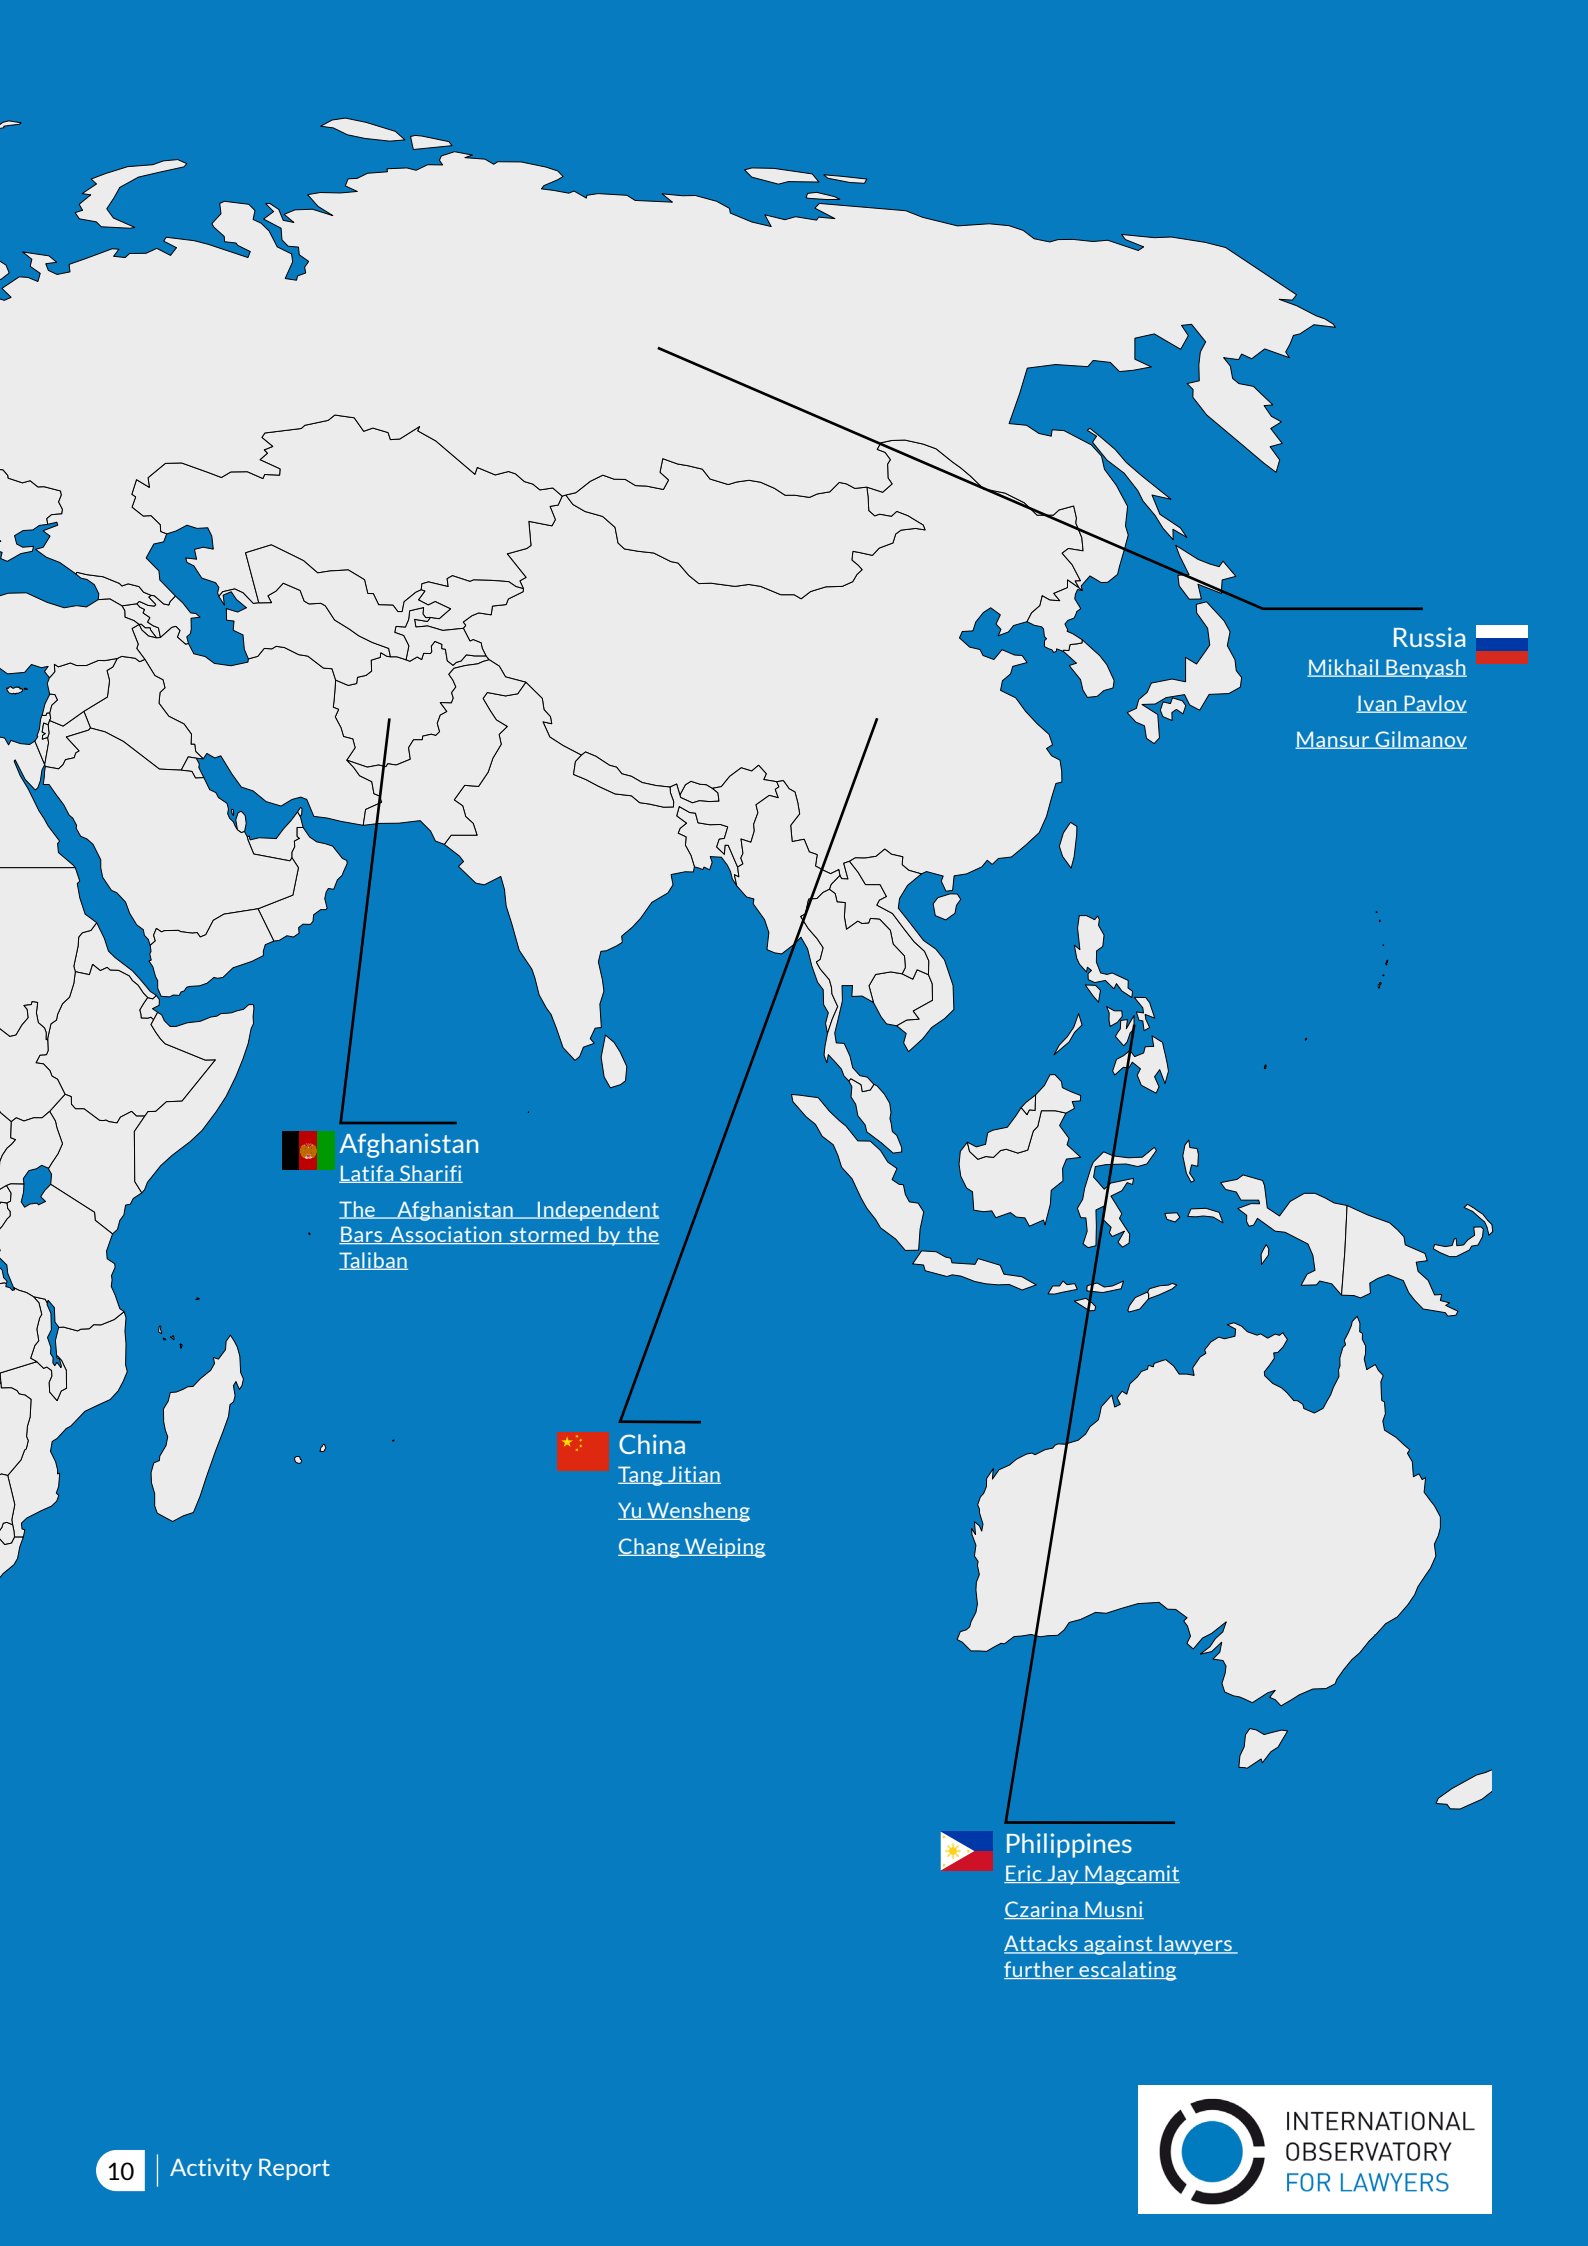 Russia
Mikhail Benyash
Ivan Pavlov
Mansur Gilmanov
Afghanistan
Latifa Sharifi
The Afghanistan Independent
Bars Association stormed by the
Taliban
China
Tang Jitian
Yu Wensheng
Chang Weiping
Philippines
Eric Jay Magcamit
Czarina Musni
Attacks against lawyers
further escalating
10
Activity Report
INTERNATIONAL
OBSERVATORY
FOR LAWYERS